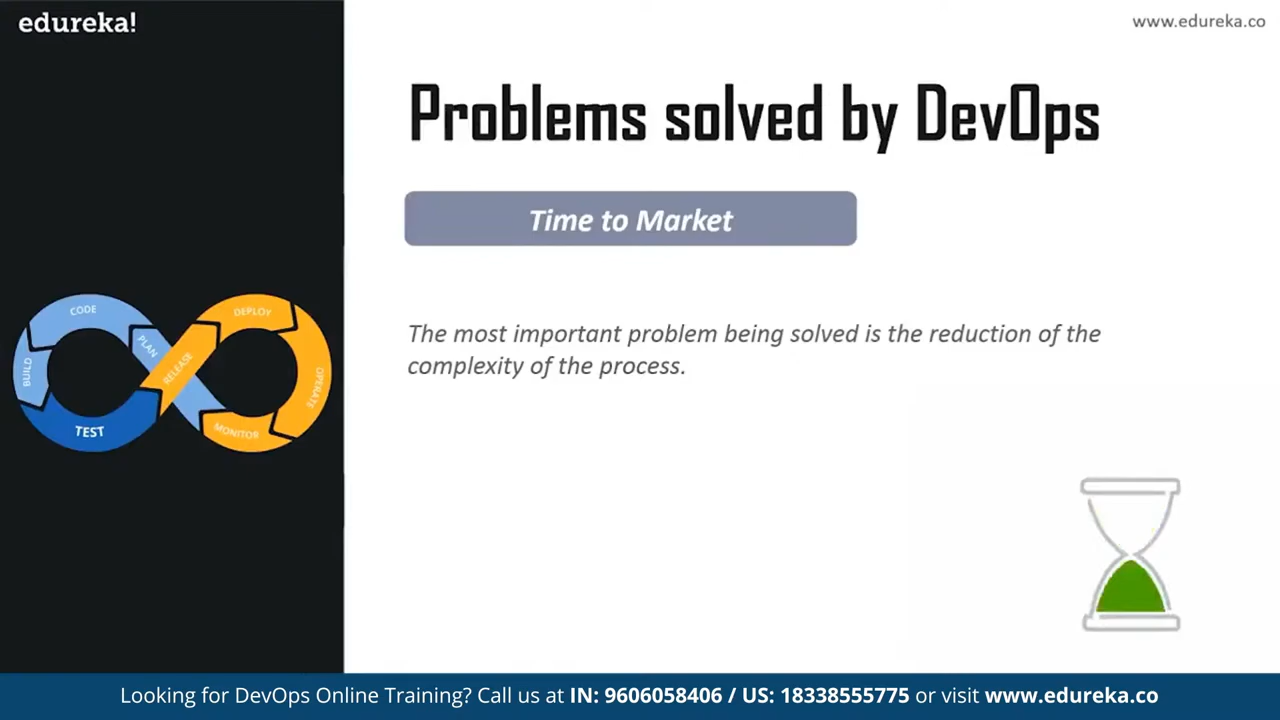 edureka!
www.edureka.co
Problems solved by DevOps
Time to Market
The most important problem being solved is the reduction of the
complexity of the process.
CODE
DEPLOY
PLAN
BUILD
RELEASE
OPERATE
TEST
MONITOR
Looking for DevOps Online Training? Call us at IN: 9606058406 / US: 18338555775 or visit www.edureka.co